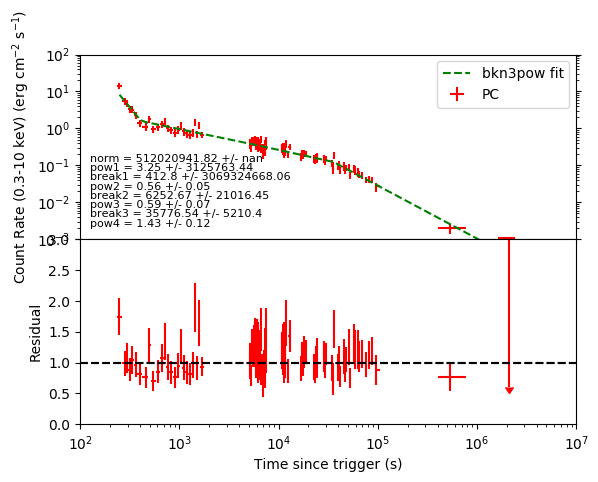 Count Rate (0.3-10 keV) (erg cm⁻² s⁻¹)
10²
10¹
10⁰
10⁻¹
10⁻²
10⁻³
bkn3pow fit
PC
norm = 512020941.82 +/- nan
pow1 = 3.25 +/- 3125763.44
break1 = 412.8 +/- 3069324668.06
pow2 = 0.56 +/- 0.05
break2 = 6252.67 +/- 21016.45
pow3 = 0.59 +/- 0.07
break3 = 35776.54 +/- 5210.4
pow4 = 1.43 +/- 0.12
Residual
3.0
2.5
2.0
1.5
1.0
0.5
0.0
10² 10³ 10⁴ 10⁵ 10⁶ 10⁷
Time since trigger (s)